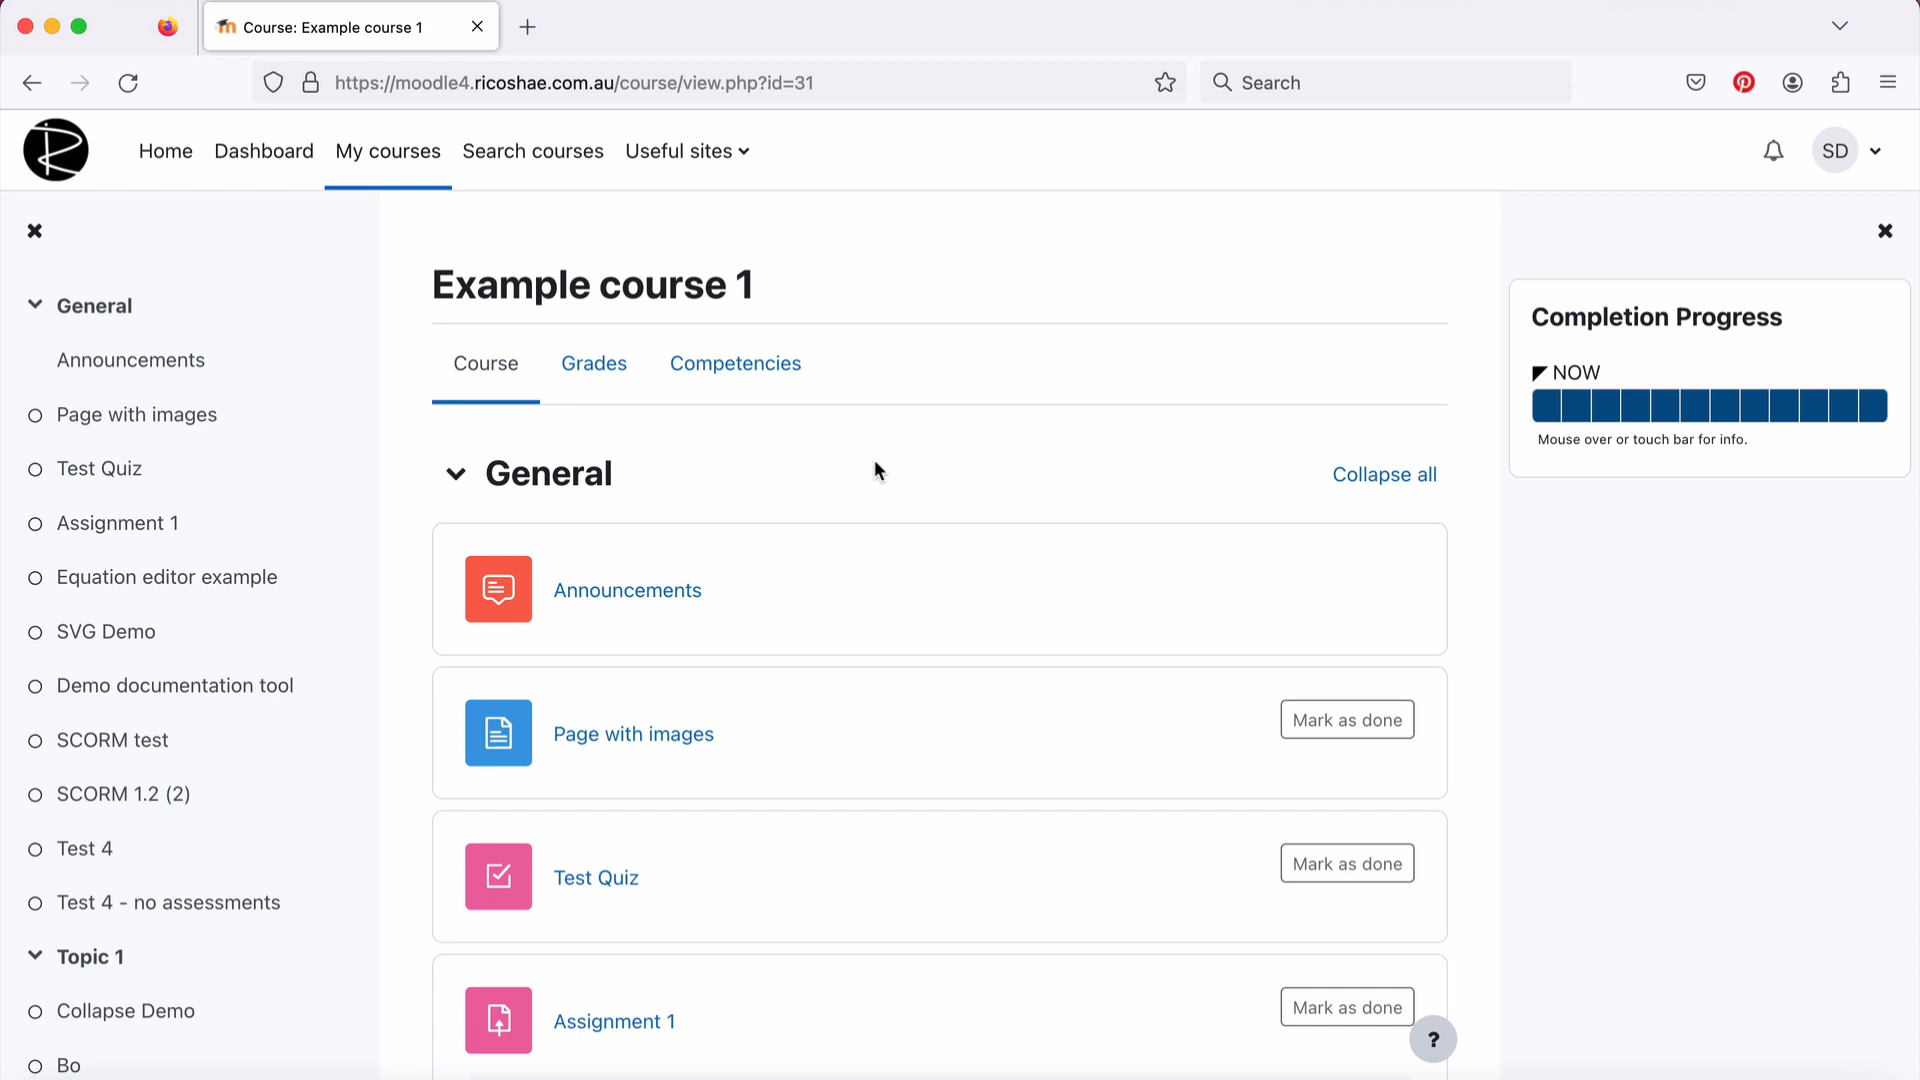 Course: Example course 1
https://moodle4.ricoshae.com.au/course/view.php?id=31
Search
Home
Dashboard
My courses
Search courses
Useful sites
SD
General
Announcements
Page with images
Test Quiz
Assignment 1
Equation editor example
SVG Demo
Demo documentation tool
SCORM test
SCORM 1.2 (2)
Test 4
Test 4 - no assessments
Topic 1
Collapse Demo
Bo
Example course 1
Course
Grades
Competencies
General
Collapse all
Announcements
Page with images
Mark as done
Test Quiz
Mark as done
Assignment 1
Mark as done
?
Completion Progress
NOW
Mouse over or touch bar for info.